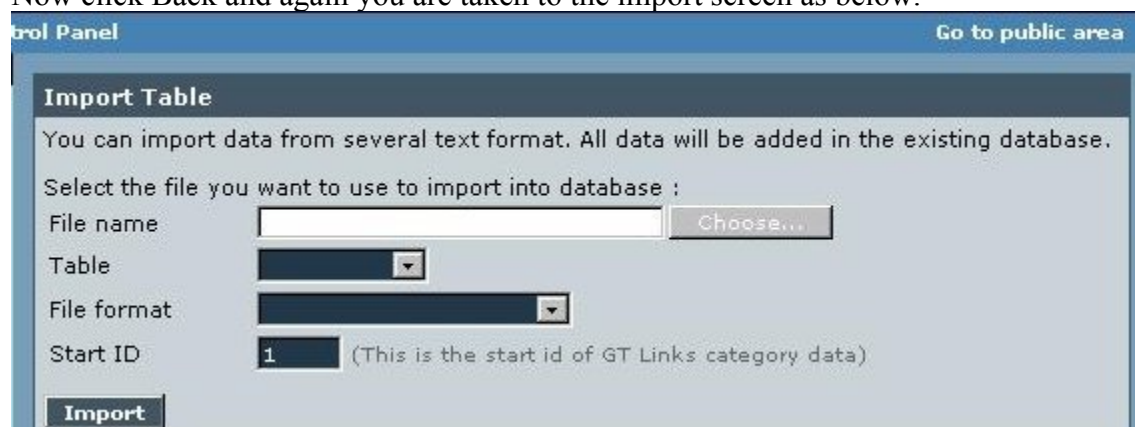 Now click Back and again you are taken to the import screen as below.
trol Panel Go to public area
Import Table
You can import data from several text format. All data will be added in the existing database.
Select the file you want to use to import into database :
File name Choose...
Table
File format
Start ID 1 (This is the start id of GT Links category data)
Import